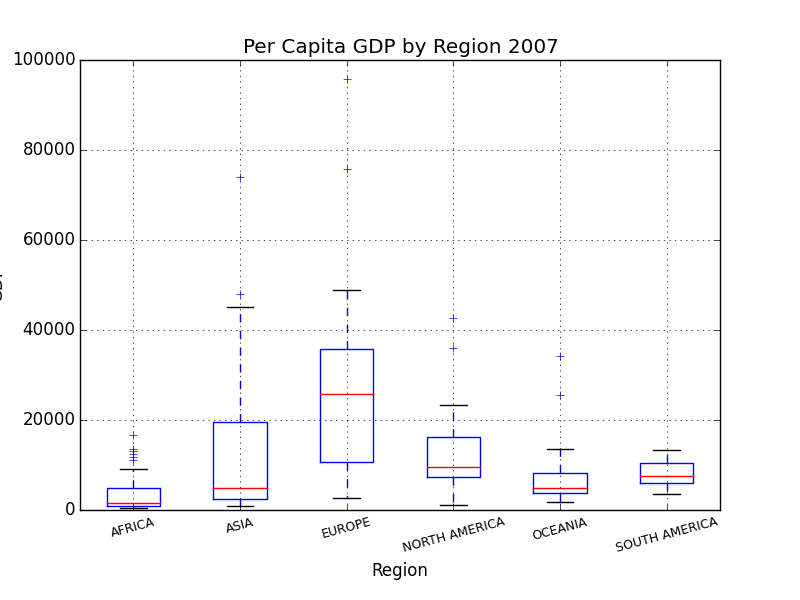 Per Capita GDP by Region 2007
100000
80000
60000
40000
20000
0
AFRICA
ASIA
EUROPE
NORTH AMERICA
OCEANIA
SOUTH AMERICA
Region